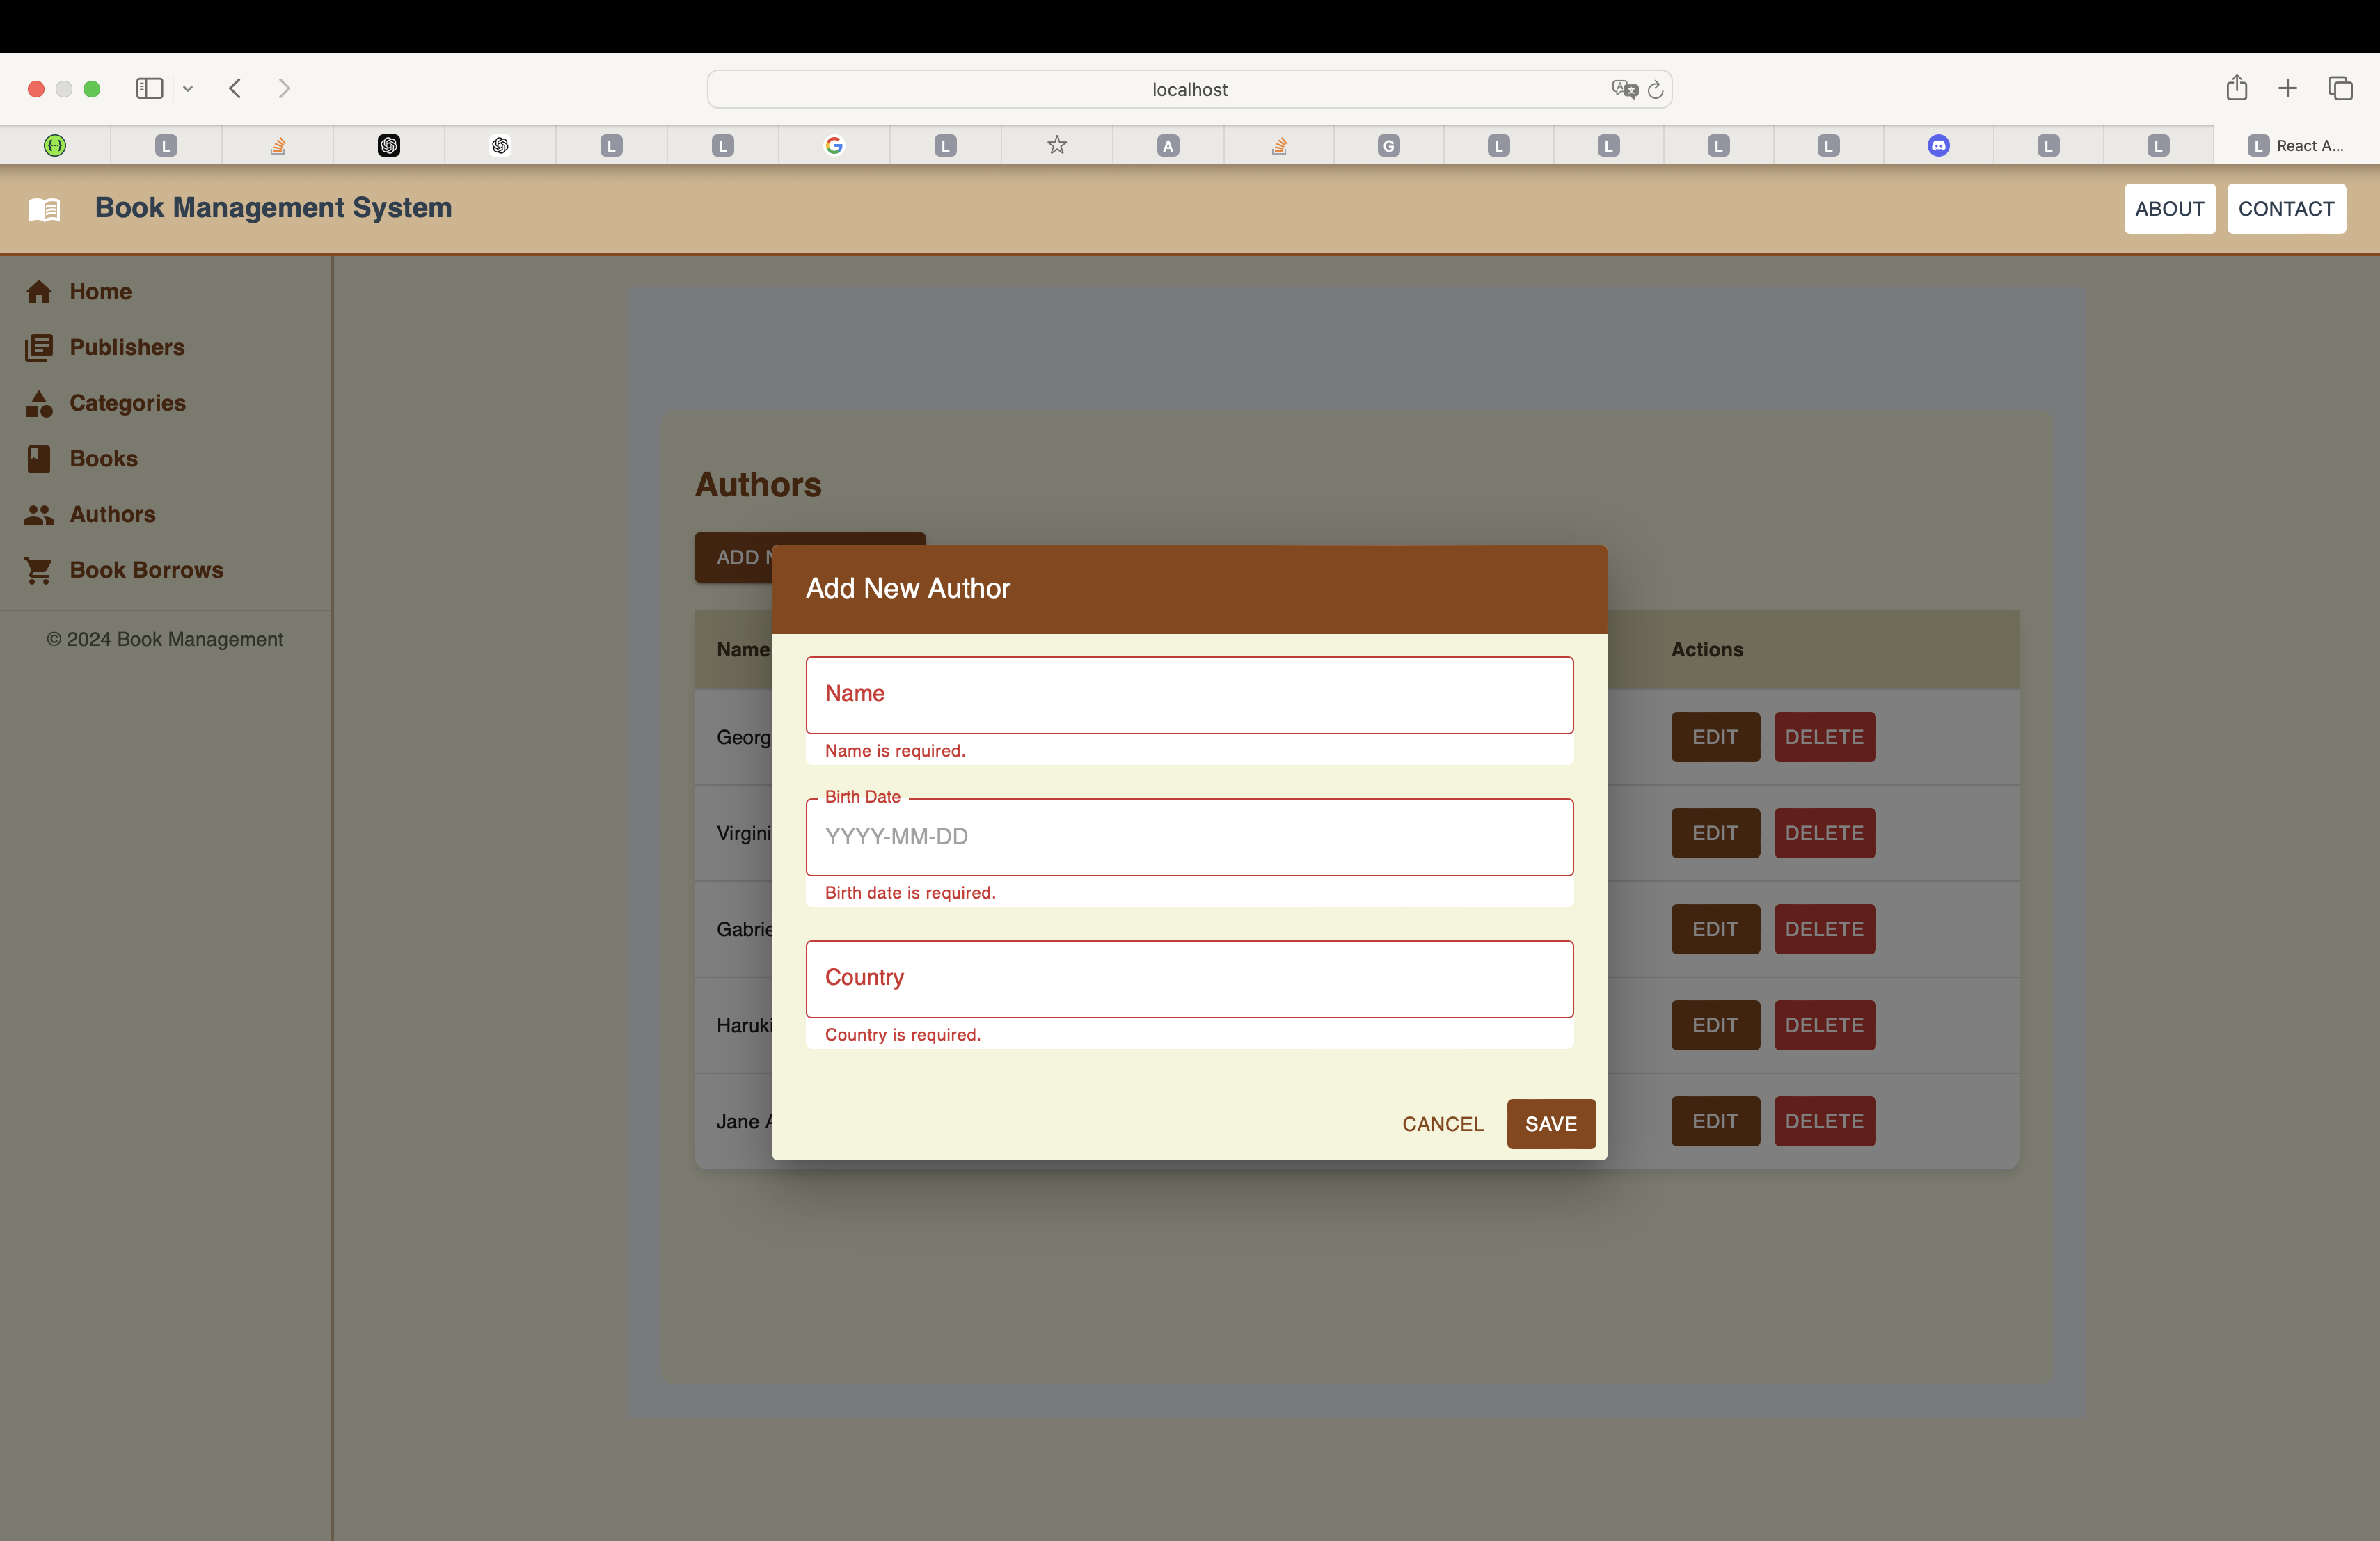 localhost
L
L
L
L
A
G
L
L
L
L
L
L
L React A...
Book Management System
ABOUT
CONTACT
Home
Publishers
Categories
Books
Authors
Book Borrows
© 2024 Book Management
Authors
ADD
Name
Actions
Georg
EDIT
DELETE
Virgini
EDIT
DELETE
Gabrie
EDIT
DELETE
Haruki
EDIT
DELETE
Jane
EDIT
DELETE
Add New Author
Name
Name is required.
Birth Date
YYYY-MM-DD
Birth date is required.
Country
Country is required.
CANCEL
SAVE